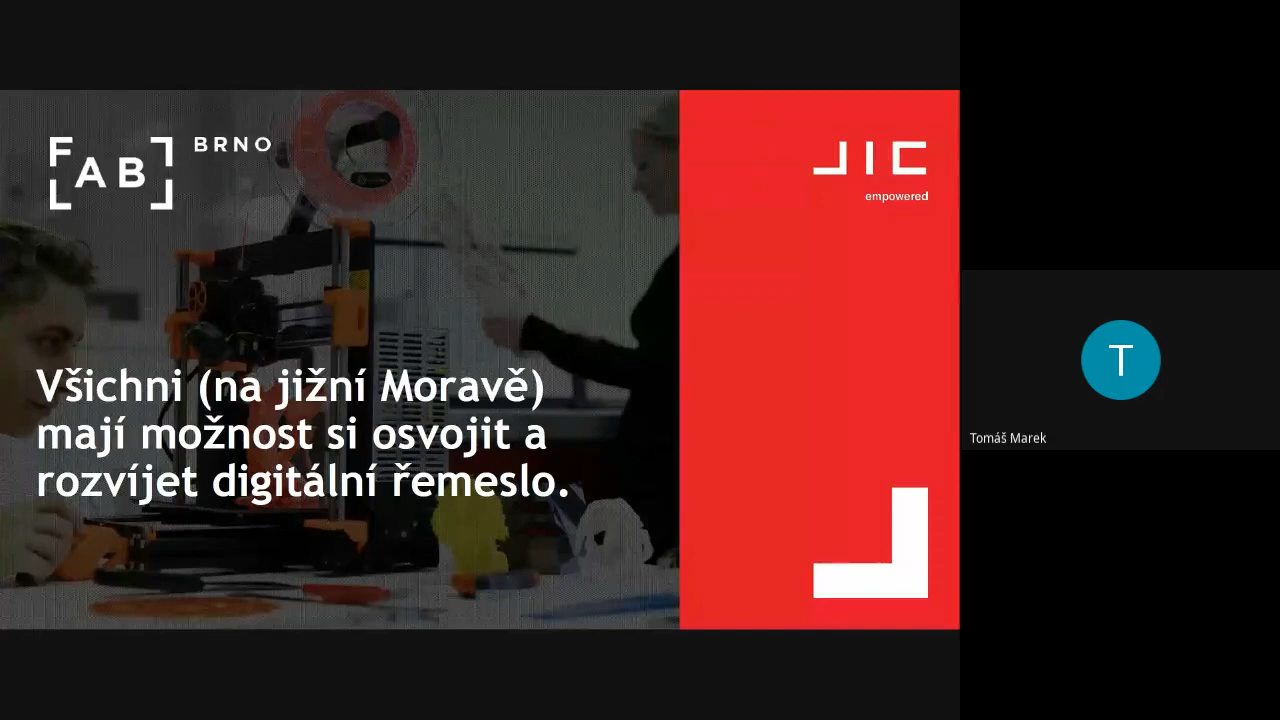 FAB BRNO
JIC
empowered
Všichni (na jižní Moravě)
mají možnost si osvojit a
rozvíjet digitální řemeslo.
T
Tomáš Marek